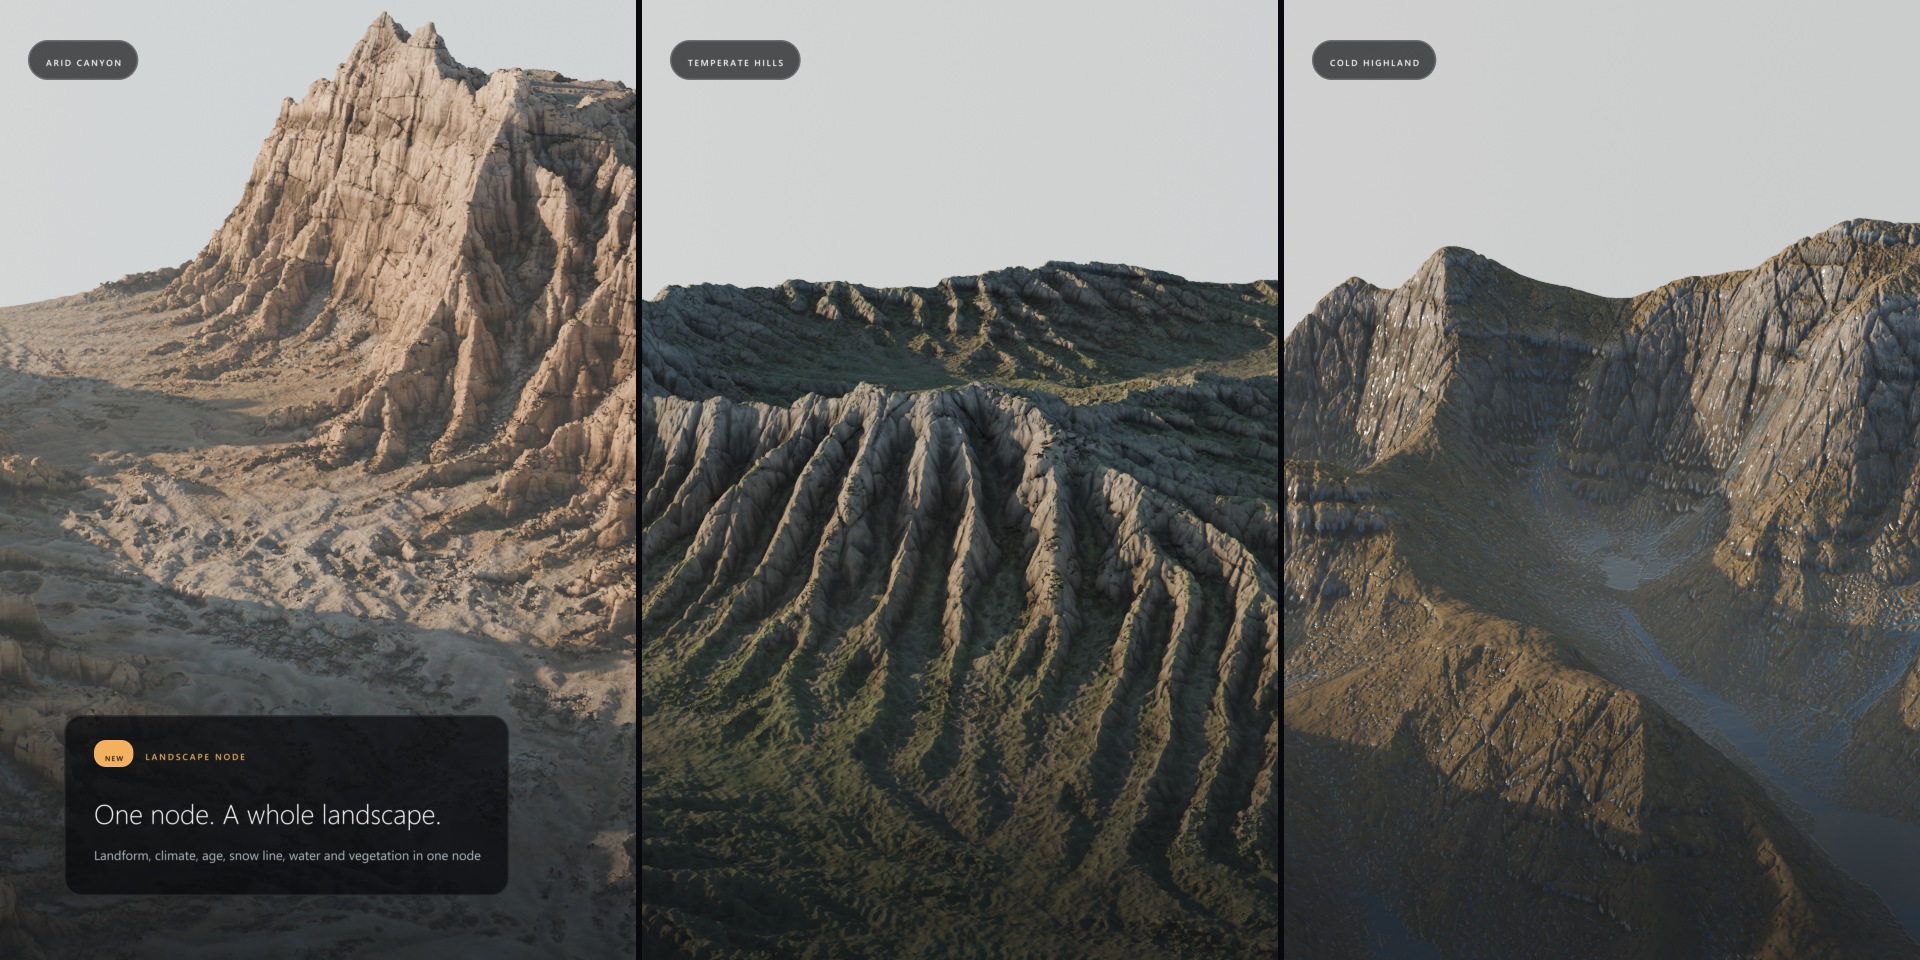 ARID CANYON
TEMPERATE HILLS
COLD HIGHLAND
NEW LANDSCAPE NODE
One node. A whole landscape.
Landform, climate, age, snow line, water and vegetation in one node